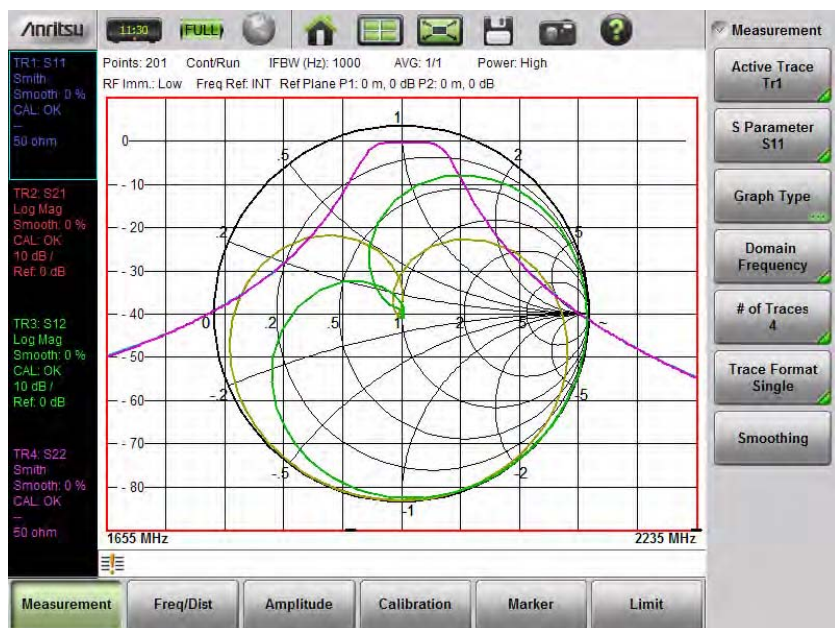 Anritsu
11:30
FULL
Measurement
TR1: S11
Smith
Smooth: 0 %
CAL: OK
--
50 ohm
TR2: S21
Log Mag
Smooth: 0 %
CAL: OK
10 dB /
Ref: 0 dB
TR3: S12
Log Mag
Smooth: 0 %
CAL: OK
10 dB /
Ref: 0 dB
TR4: S22
Smith
Smooth: 0 %
CAL: OK
--
50 ohm
Points: 201 Cont/Run IFBW (Hz): 1000 AVG: 1/1 Power: High
RF Imm.: Low Freq Ref: INT Ref Plane P1: 0 m, 0 dB P2: 0 m, 0 dB
1
0
.5
2
- 10
- 20
.2
5
- 30
- 40
0
.2
.5
1
2
5
~
- 50
- 60
-.2
-5
- 70
-.5
-2
- 80
-1
1655 MHz
2235 MHz
Active Trace
Tr1
S Parameter
S11
Graph Type
Domain
Frequency
# of Traces
4
Trace Format
Single
Smoothing
Measurement
Freq/Dist
Amplitude
Calibration
Marker
Limit